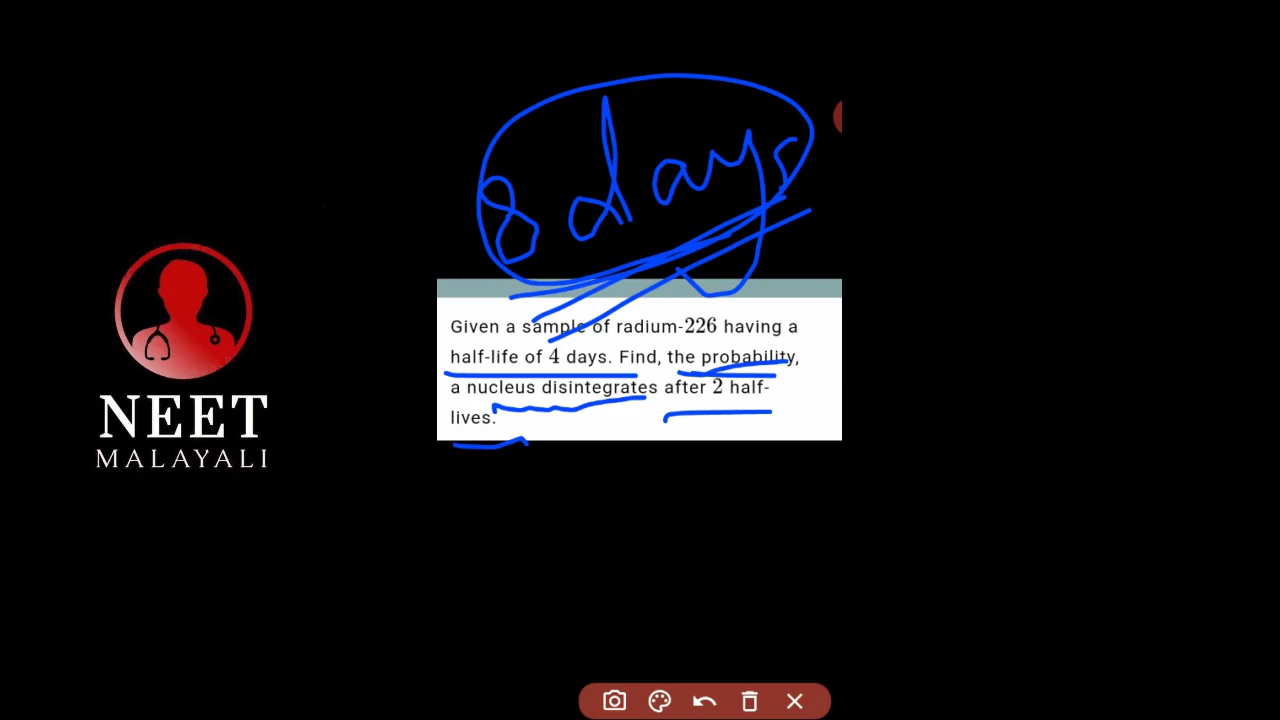 8 days
Given a sample of radium-226 having a
half-life of 4 days. Find, the probability,
a nucleus disintegrates after 2 half-
lives.
NEET
MALAYALI